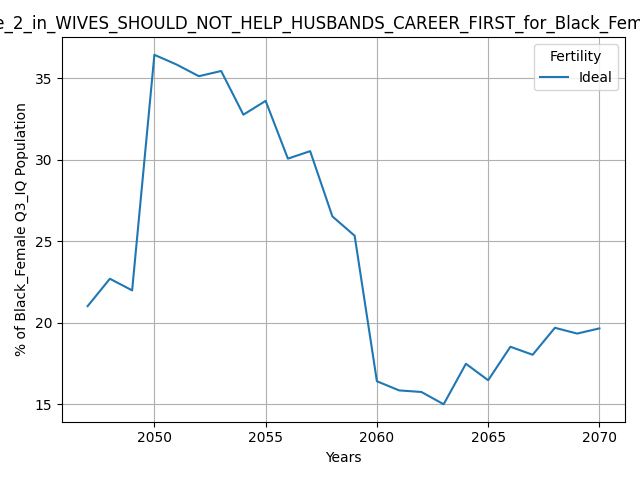 e_2_in_WIVES_SHOULD_NOT_HELP_HUSBANDS_CAREER_FIRST_for_Black_Fem
Fertility
Ideal
% of Black_Female Q3_IQ Population
35
30
25
20
15
2050
2055
2060
2065
2070
Years